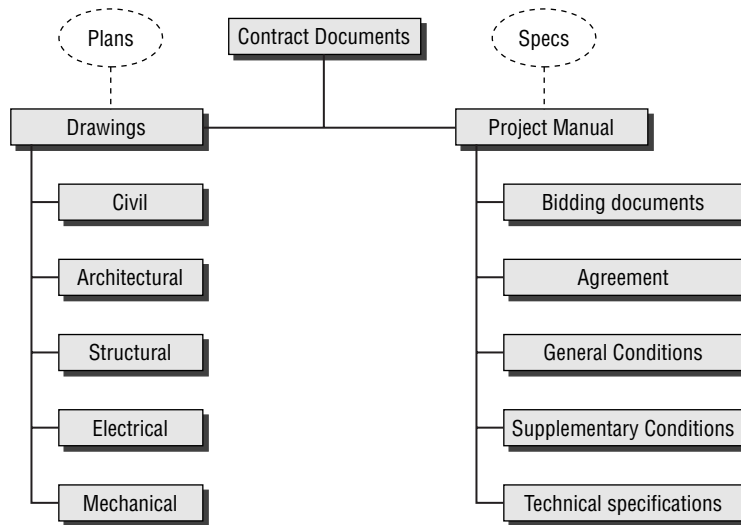 Plans
Contract Documents
Specs
Drawings
Project Manual
Civil
Bidding documents
Architectural
Agreement
Structural
General Conditions
Electrical
Supplementary Conditions
Mechanical
Technical specifications